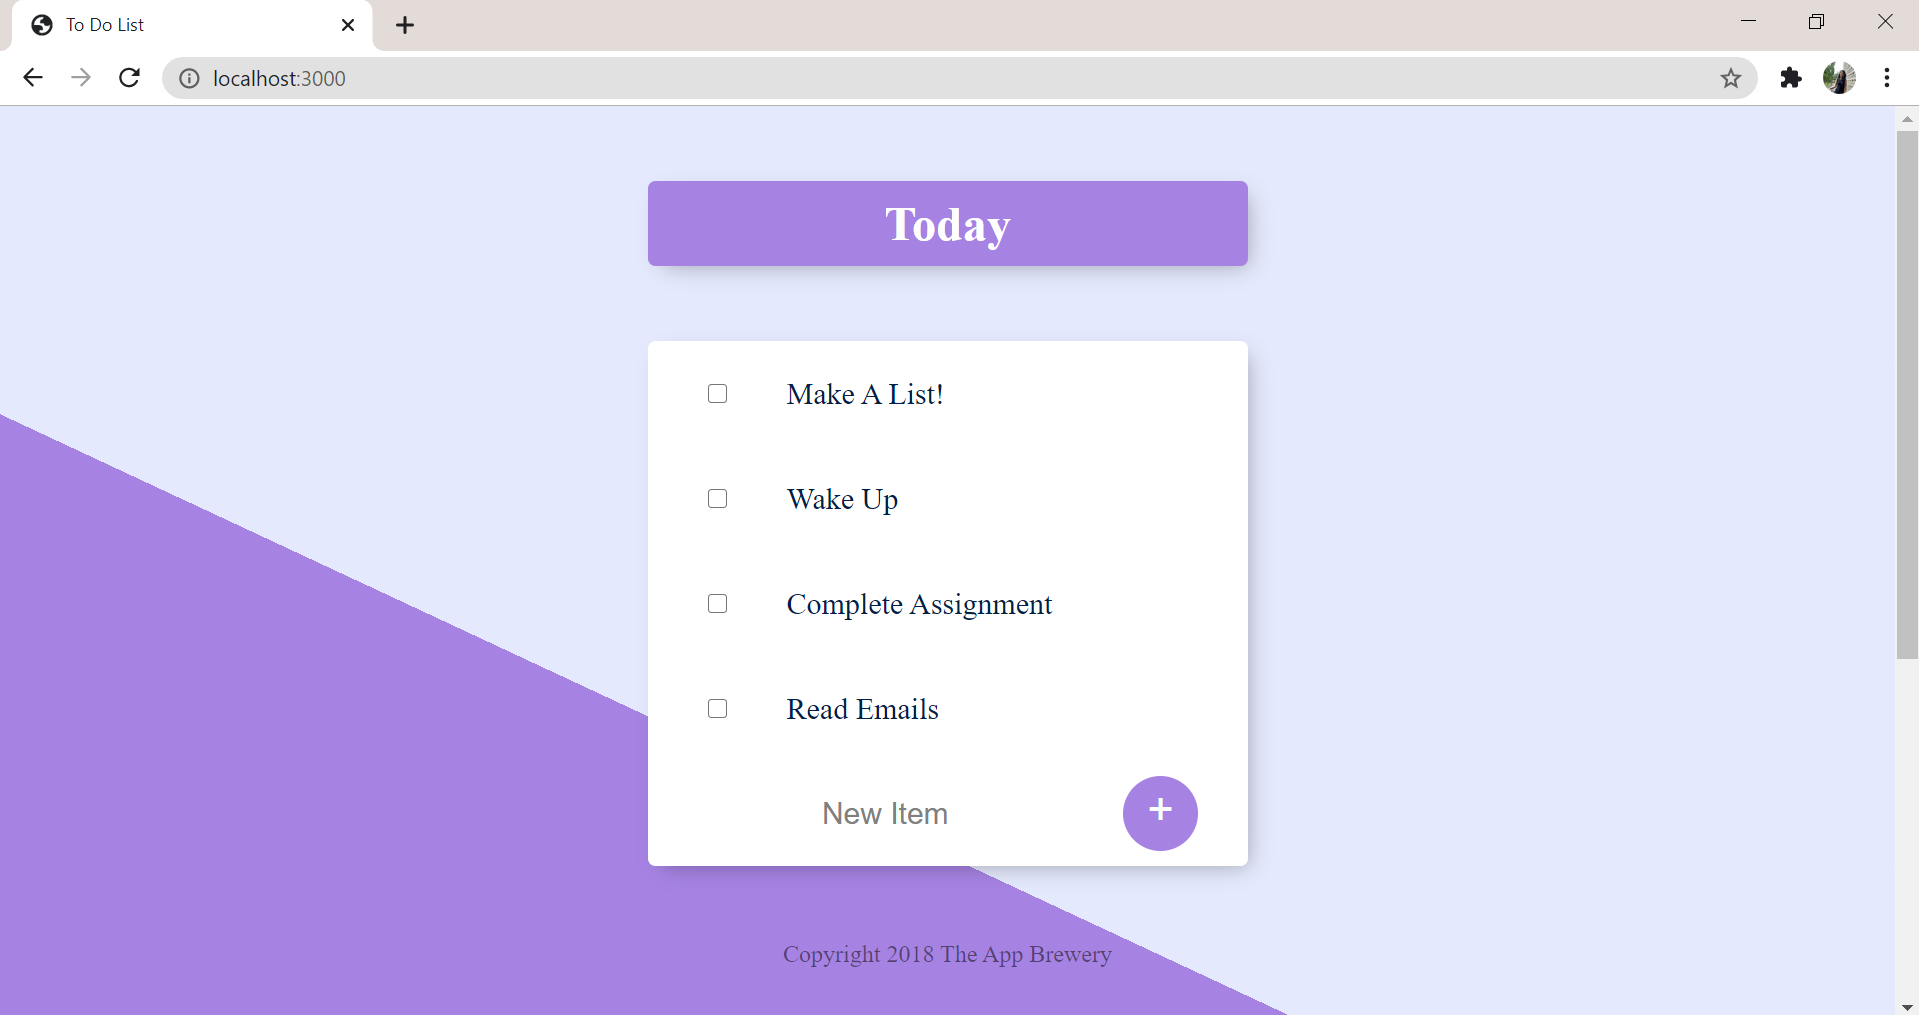 To Do List
localhost:3000
Today
Make A List!
Wake Up
Complete Assignment
Read Emails
New Item
+
Copyright 2018 The App Brewery